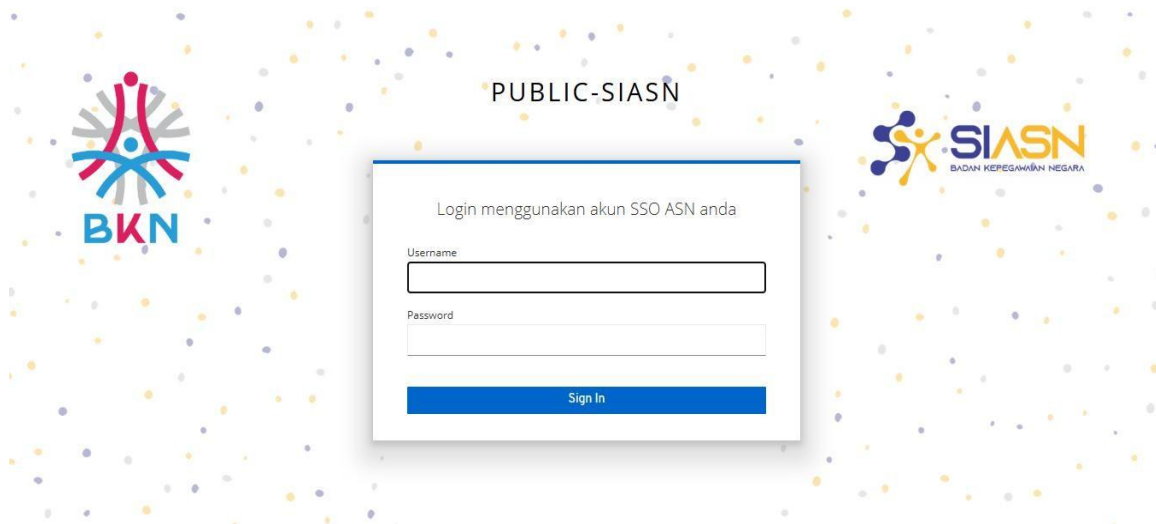 PUBLIC-SIASN
BKN
SIASN
BADAN KEPEGAWAIAN NEGARA
Login menggunakan akun SSO ASN anda
Username
Password
Sign In